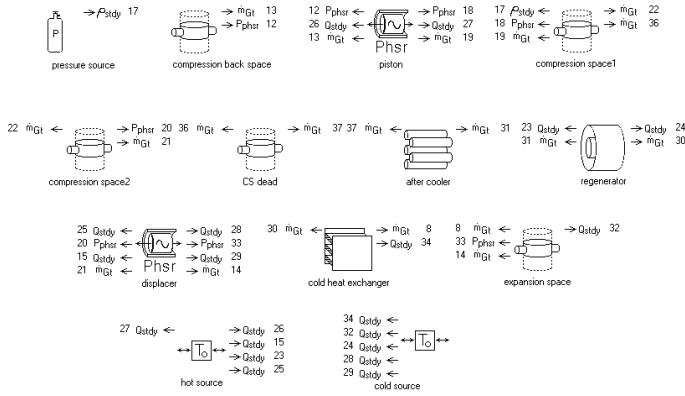 → ρstdy 17
P
pressure source
→ ṁGt 13
→ Pphsr 12
compression back space
12 Pphsr ← → Pphsr 18
26 Qstdy ← → Qstdy 27
13 ṁGt ← → ṁGt 19
Phsr
piston
17 ρstdy ← → ṁGt 22
18 Pphsr ← → ṁGt 36
19 ṁGt ←
compression space1
22 ṁGt ← → Pphsr 20
→ ṁGt 21
compression space2
36 ṁGt ← → ṁGt 37
CS dead
37 ṁGt ← → ṁGt 31
after cooler
23 Qstdy ← → Qstdy 24
31 ṁGt ← → ṁGt 30
regenerator
25 Qstdy ← → Qstdy 28
20 Pphsr ← → Pphsr 33
15 Qstdy ← → Qstdy 29
21 ṁGt ← → ṁGt 14
Phsr
displacer
30 ṁGt ← → ṁGt 8
→ Qstdy 34
cold heat exchanger
8 ṁGt ← → Qstdy 32
33 Pphsr ←
14 ṁGt ←
expansion space
27 Qstdy ← → Qstdy 26
→ Qstdy 15
→ Qstdy 23
→ Qstdy 25
To
hot source
34 Qstdy ←
32 Qstdy ←
24 Qstdy ←
28 Qstdy ←
29 Qstdy ←
To
cold source